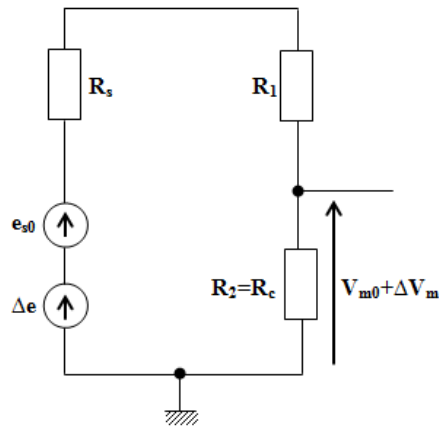 Rs
R1
es0
Δe
R2=Rc
Vm0+ΔVm